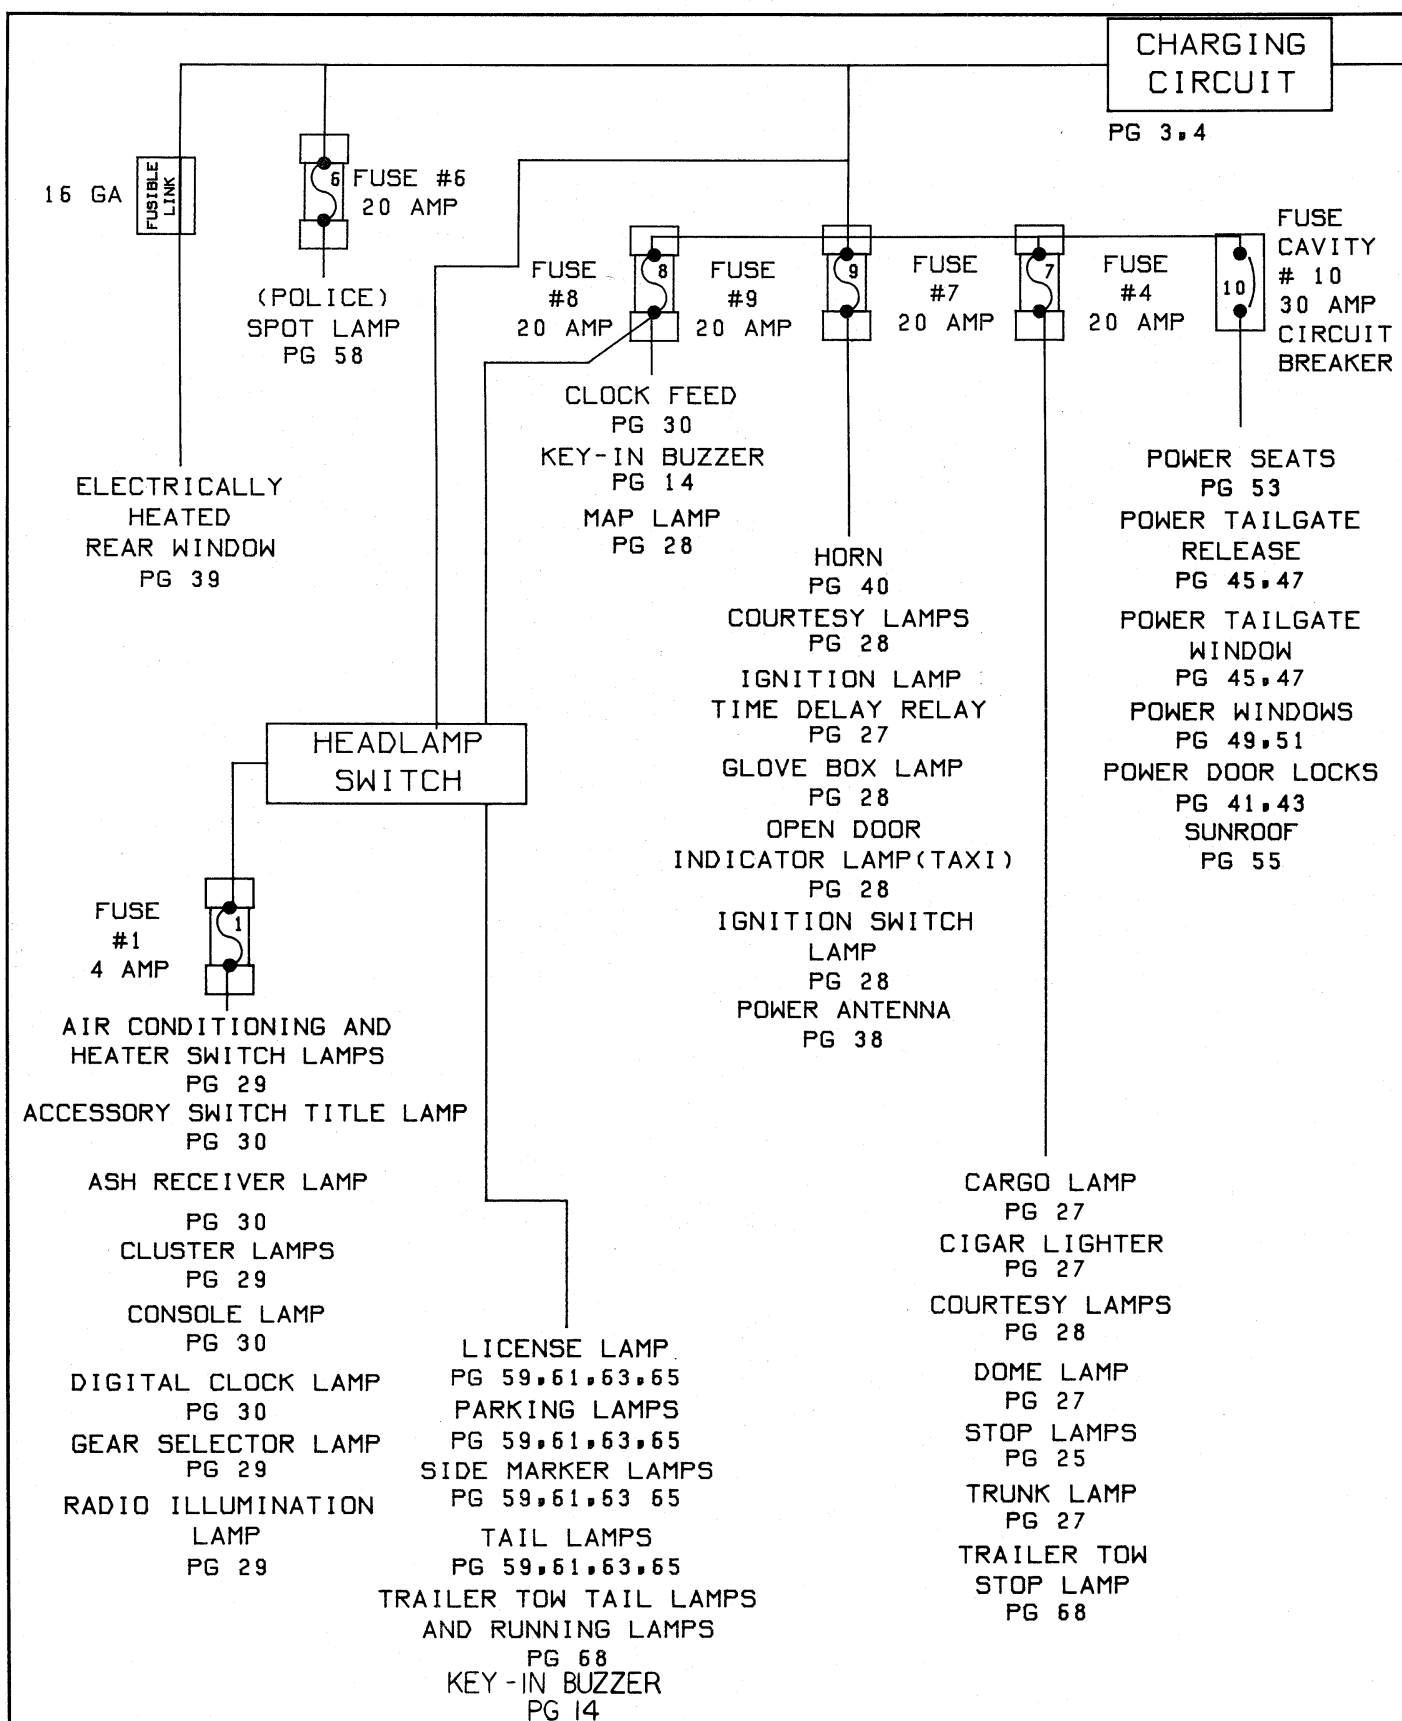 CHARGING
CIRCUIT
PG 3,4
16 GA
FUSIBLE
LINK
6
FUSE #6
20 AMP
(POLICE)
SPOT LAMP
PG 58
FUSE
#8
20 AMP
8
FUSE
#9
20 AMP
9
FUSE
#7
20 AMP
7
FUSE
#4
20 AMP
10
FUSE
CAVITY
# 10
30 AMP
CIRCUIT
BREAKER
ELECTRICALLY
HEATED
REAR WINDOW
PG 39
CLOCK FEED
PG 30
KEY-IN BUZZER
PG 14
MAP LAMP
PG 28
HORN
PG 40
COURTESY LAMPS
PG 28
IGNITION LAMP
TIME DELAY RELAY
PG 27
GLOVE BOX LAMP
PG 28
OPEN DOOR
INDICATOR LAMP(TAXI)
PG 28
IGNITION SWITCH
LAMP
PG 28
POWER ANTENNA
PG 38
POWER SEATS
PG 53
POWER TAILGATE
RELEASE
PG 45,47
POWER TAILGATE
WINDOW
PG 45,47
POWER WINDOWS
PG 49,51
POWER DOOR LOCKS
PG 41,43
SUNROOF
PG 55
HEADLAMP
SWITCH
FUSE
#1
4 AMP
1
AIR CONDITIONING AND
HEATER SWITCH LAMPS
PG 29
ACCESSORY SWITCH TITLE LAMP
PG 30
ASH RECEIVER LAMP
PG 30
CLUSTER LAMPS
PG 29
CONSOLE LAMP
PG 30
DIGITAL CLOCK LAMP
PG 30
GEAR SELECTOR LAMP
PG 29
RADIO ILLUMINATION
LAMP
PG 29
LICENSE LAMP
PG 59,61,63,65
PARKING LAMPS
PG 59,61,63,65
SIDE MARKER LAMPS
PG 59,61,63 65
TAIL LAMPS
PG 59,61,63,65
TRAILER TOW TAIL LAMPS
AND RUNNING LAMPS
PG 68
KEY-IN BUZZER
PG 14
CARGO LAMP
PG 27
CIGAR LIGHTER
PG 27
COURTESY LAMPS
PG 28
DOME LAMP
PG 27
STOP LAMPS
PG 25
TRUNK LAMP
PG 27
TRAILER TOW
STOP LAMP
PG 68